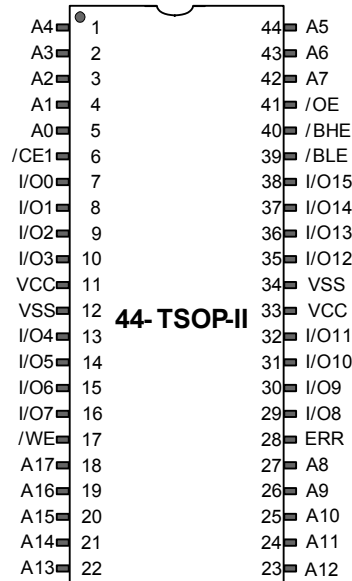 A4 1 44 A5
A3 2 43 A6
A2 3 42 A7
A1 4 41 /OE
A0 5 40 /BHE
/CE1 6 39 /BLE
I/O0 7 38 I/O15
I/O1 8 37 I/O14
I/O2 9 36 I/O13
I/O3 10 35 I/O12
VCC 11 34 VSS
VSS 12 33 VCC
44-TSOP-II
I/O4 13 32 I/O11
I/O5 14 31 I/O10
I/O6 15 30 I/O9
I/O7 16 29 I/O8
/WE 17 28 ERR
A17 18 27 A8
A16 19 26 A9
A15 20 25 A10
A14 21 24 A11
A13 22 23 A12